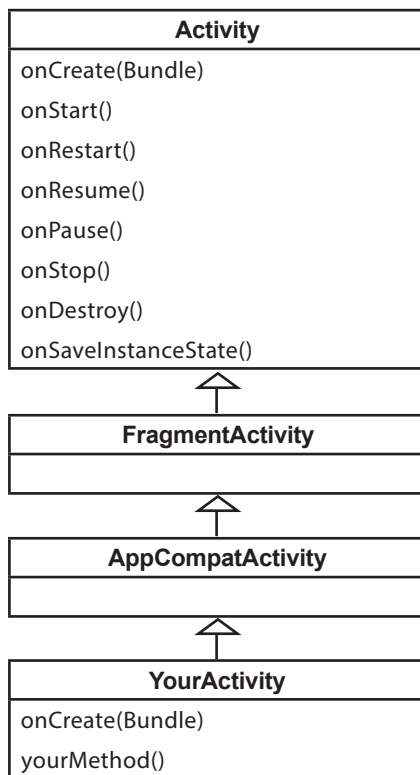 Activity
onCreate(Bundle)
onStart()
onRestart()
onResume()
onPause()
onStop()
onDestroy()
onSaveInstanceState()
FragmentActivity
AppCompatActivity
YourActivity
onCreate(Bundle)
yourMethod()